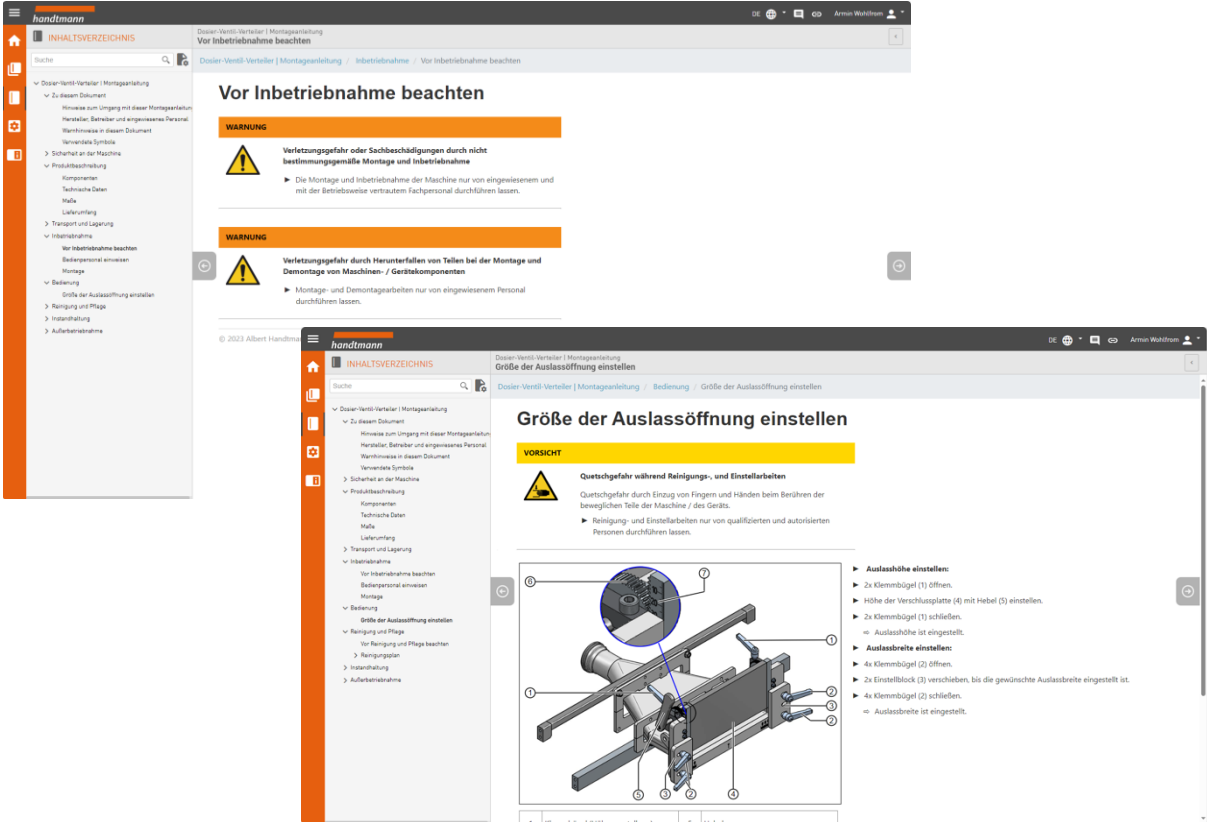 handtmann
DE
Armin Wohlfrom
INHALTSVERZEICHNIS
Suche
Dosier-Ventil-Verteiler | Montageanleitung
Zu diesem Dokument
Hinweise zum Umgang mit dieser Montageanleitun
Hersteller, Betreiber und eingewiesenes Personal
Warnhinweise in diesem Dokument
Verwendete Symbole
Sicherheit an der Maschine
Produktbeschreibung
Komponenten
Technische Daten
Maße
Lieferumfang
Transport und Lagerung
Inbetriebnahme
Vor Inbetriebnahme beachten
Bedienpersonal einweisen
Montage
Bedienung
Größe der Auslassöffnung einstellen
Reinigung und Pflege
Instandhaltung
Außerbetriebnahme
Dosier-Ventil-Verteiler | Montageanleitung
Vor Inbetriebnahme beachten
Dosier-Ventil-Verteiler | Montageanleitung / Inbetriebnahme / Vor Inbetriebnahme beachten
Vor Inbetriebnahme beachten
WARNUNG
Verletzungsgefahr oder Sachbeschädigungen durch nicht
bestimmungsgemäße Montage und Inbetriebnahme
► Die Montage und Inbetriebnahme der Maschine nur von eingewiesenem und
mit der Betriebsweise vertrautem Fachpersonal durchführen lassen.
WARNUNG
Verletzungsgefahr durch Herunterfallen von Teilen bei der Montage und
Demontage von Maschinen- / Gerätekomponenten
► Montage- und Demontagearbeiten nur von eingewiesenem Personal
durchführen lassen.
© 2023 Albert Handtma
handtmann
DE
Armin Wohlfrom
INHALTSVERZEICHNIS
Suche
Dosier-Ventil-Verteiler | Montageanleitung
Zu diesem Dokument
Hinweise zum Umgang mit dieser Montageanleitun
Hersteller, Betreiber und eingewiesenes Personal
Warnhinweise in diesem Dokument
Verwendete Symbole
Sicherheit an der Maschine
Produktbeschreibung
Komponenten
Technische Daten
Maße
Lieferumfang
Transport und Lagerung
Inbetriebnahme
Vor Inbetriebnahme beachten
Bedienpersonal einweisen
Montage
Bedienung
Größe der Auslassöffnung einstellen
Reinigung und Pflege
Vor Reinigung und Pflege beachten
Reinigungsplan
Instandhaltung
Außerbetriebnahme
Dosier-Ventil-Verteiler | Montageanleitung
Größe der Auslassöffnung einstellen
Dosier-Ventil-Verteiler | Montageanleitung / Bedienung / Größe der Auslassöffnung einstellen
Größe der Auslassöffnung einstellen
VORSICHT
Quetschgefahr während Reinigungs-, und Einstellarbeiten
Quetschgefahr durch Einzug von Fingern und Händen beim Berühren der
beweglichen Teile der Maschine / des Geräts.
► Reinigung- und Einstellarbeiten nur von qualifizierten und autorisierten
Personen durchführen lassen.
6
7
1
1
2
3
2
5
3
2
4
► Auslasshöhe einstellen:
► 2x Klemmbügel (1) öffnen.
► Höhe der Verschlussplatte (4) mit Hebel (5) einstellen.
► 2x Klemmbügel (1) schließen.
⇨ Auslasshöhe ist eingestellt.
► Auslassbreite einstellen:
► 4x Klemmbügel (2) öffnen.
► 2x Einstellblock (3) verschieben, bis die gewünschte Auslassbreite eingestellt ist.
► 4x Klemmbügel (2) schließen.
⇨ Auslassbreite ist eingestellt.